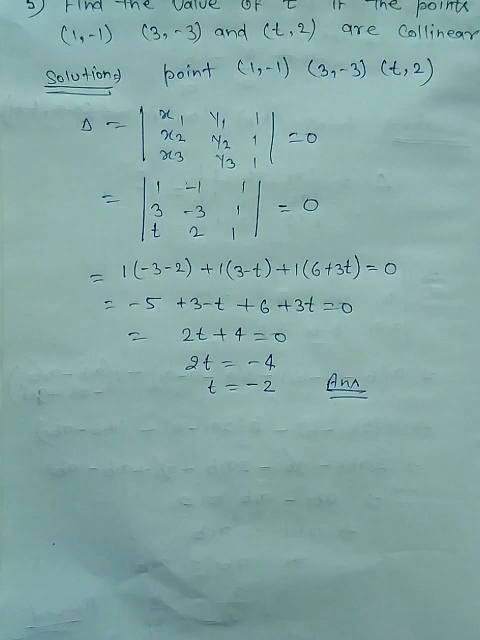 5) Find the value of t if the points
(1,-1) (3,-3) and (t,2) are collinear
Solution:) point (1,-1) (3,-3) (t,2)
Δ = | x1 y1 1 |
| x2 y2 1 | = 0
| x3 y3 1 |
= | 1 -1 1 |
| 3 -3 1 | = 0
| t 2 1 |
= 1(-3-2) +1(3-t)+1(6+3t) = 0
= -5 +3-t +6 +3t = 0
= 2t + 4 = 0
2t = -4
t = -2 Ans